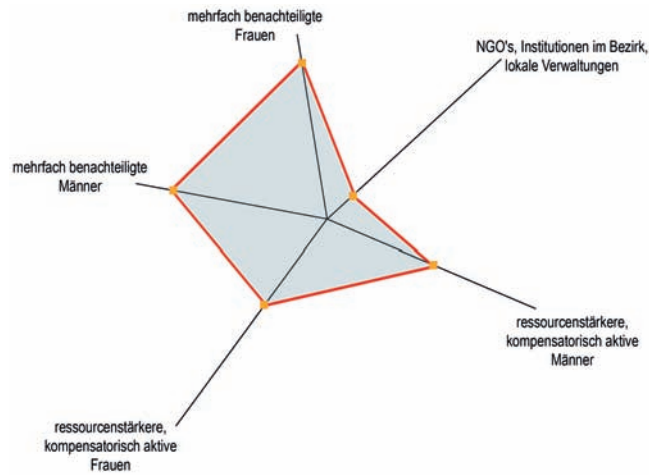 mehrfach benachteiligte
Frauen
NGO's, Institutionen im Bezirk,
lokale Verwaltungen
mehrfach benachteiligte
Männer
ressourcenstärkere,
kompensatorisch aktive
Männer
ressourcenstärkere,
kompensatorisch aktive
Frauen